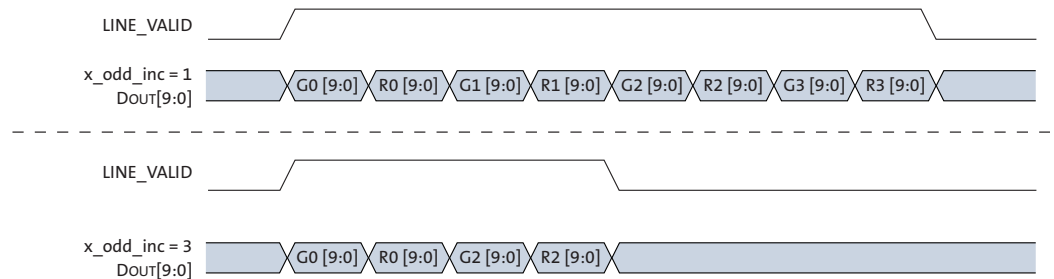 LINE_VALID
x_odd_inc = 1
DOUT[9:0]
G0 [9:0] R0 [9:0] G1 [9:0] R1 [9:0] G2 [9:0] R2 [9:0] G3 [9:0] R3 [9:0]
LINE_VALID
x_odd_inc = 3
DOUT[9:0]
G0 [9:0] R0 [9:0] G2 [9:0] R2 [9:0]